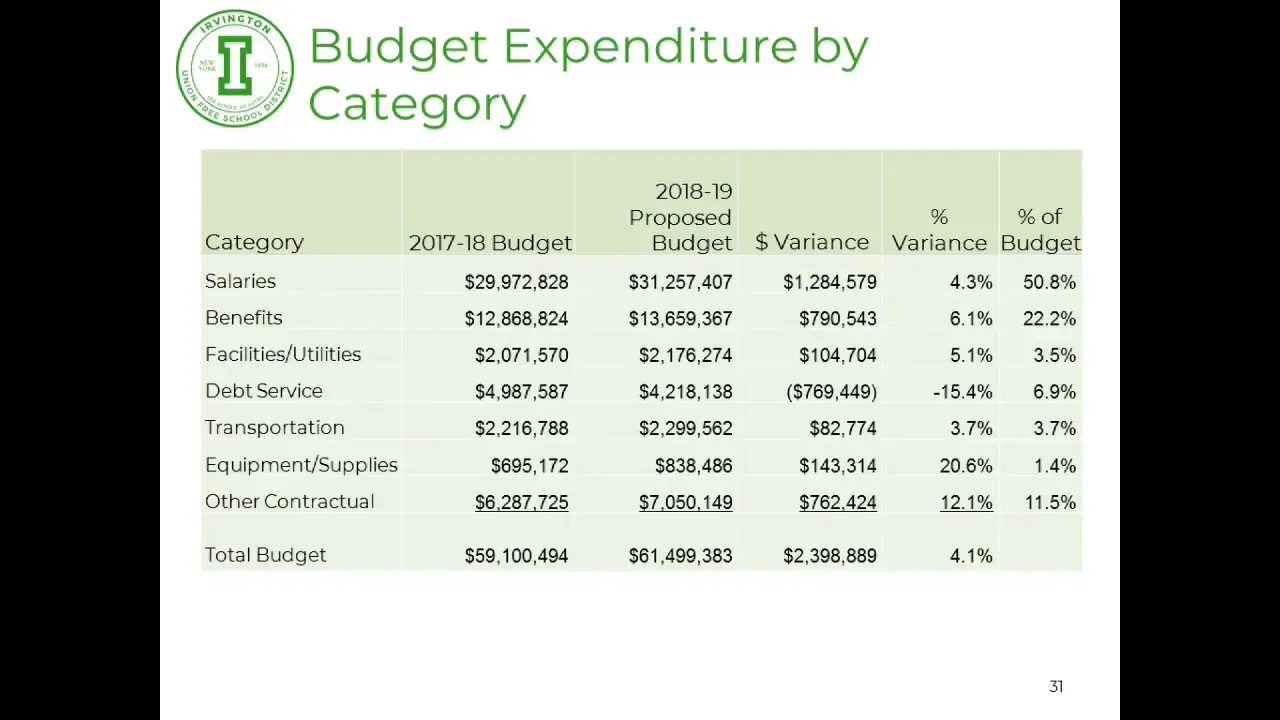 IRVINGTON
NEW YORK
UNION FREE SCHOOL DISTRICT
Budget Expenditure by
Category
Category 2017-18 Budget 2018-19 Proposed Budget $ Variance % Variance % of Budget
Salaries $29,972,828 $31,257,407 $1,284,579 4.3% 50.8%
Benefits $12,868,824 $13,659,367 $790,543 6.1% 22.2%
Facilities/Utilities $2,071,570 $2,176,274 $104,704 5.1% 3.5%
Debt Service $4,987,587 $4,218,138 ($769,449) -15.4% 6.9%
Transportation $2,216,788 $2,299,562 $82,774 3.7% 3.7%
Equipment/Supplies $695,172 $838,486 $143,314 20.6% 1.4%
Other Contractual $6,287,725 $7,050,149 $762,424 12.1% 11.5%
Total Budget $59,100,494 $61,499,383 $2,398,889 4.1%
31